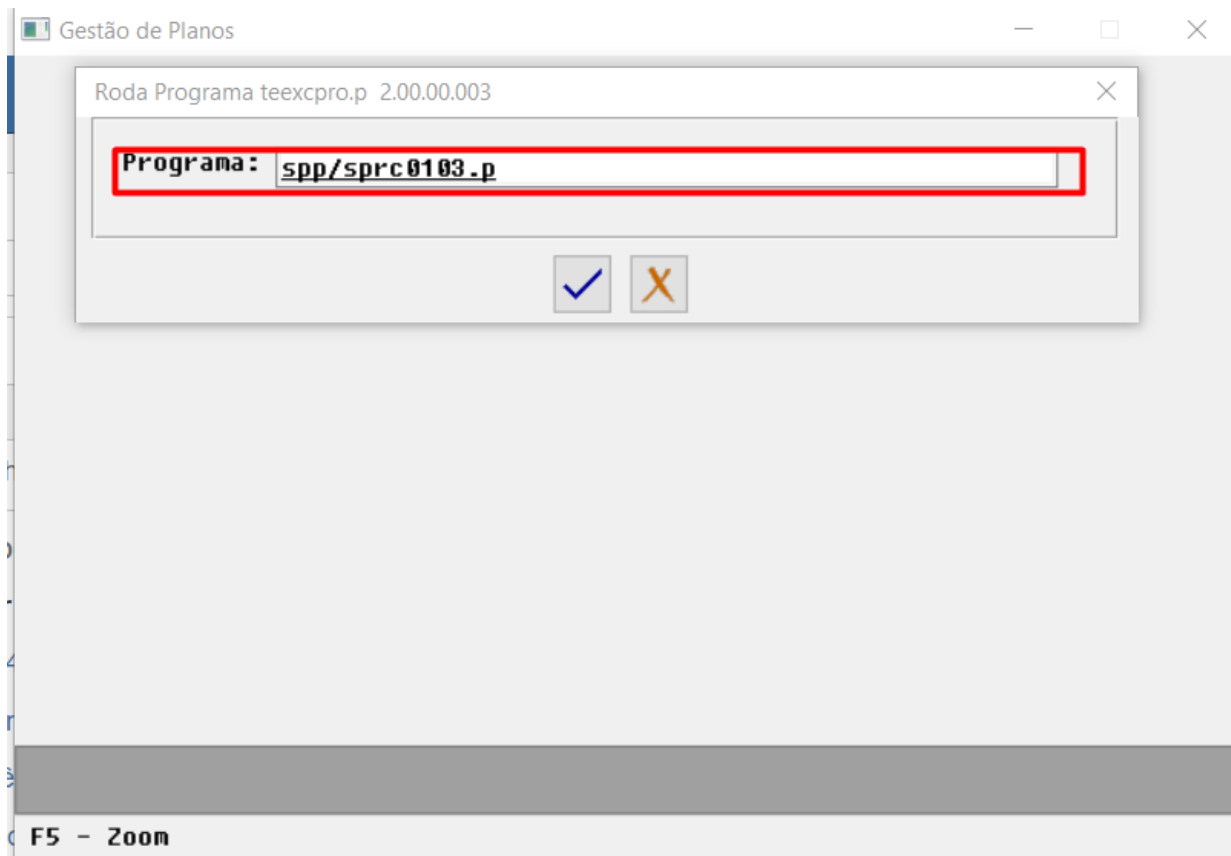 Gestão de Planos
Roda Programa teexcpro.p 2.00.00.003
Programa: spp/sprc0103.p
F5 - Zoom